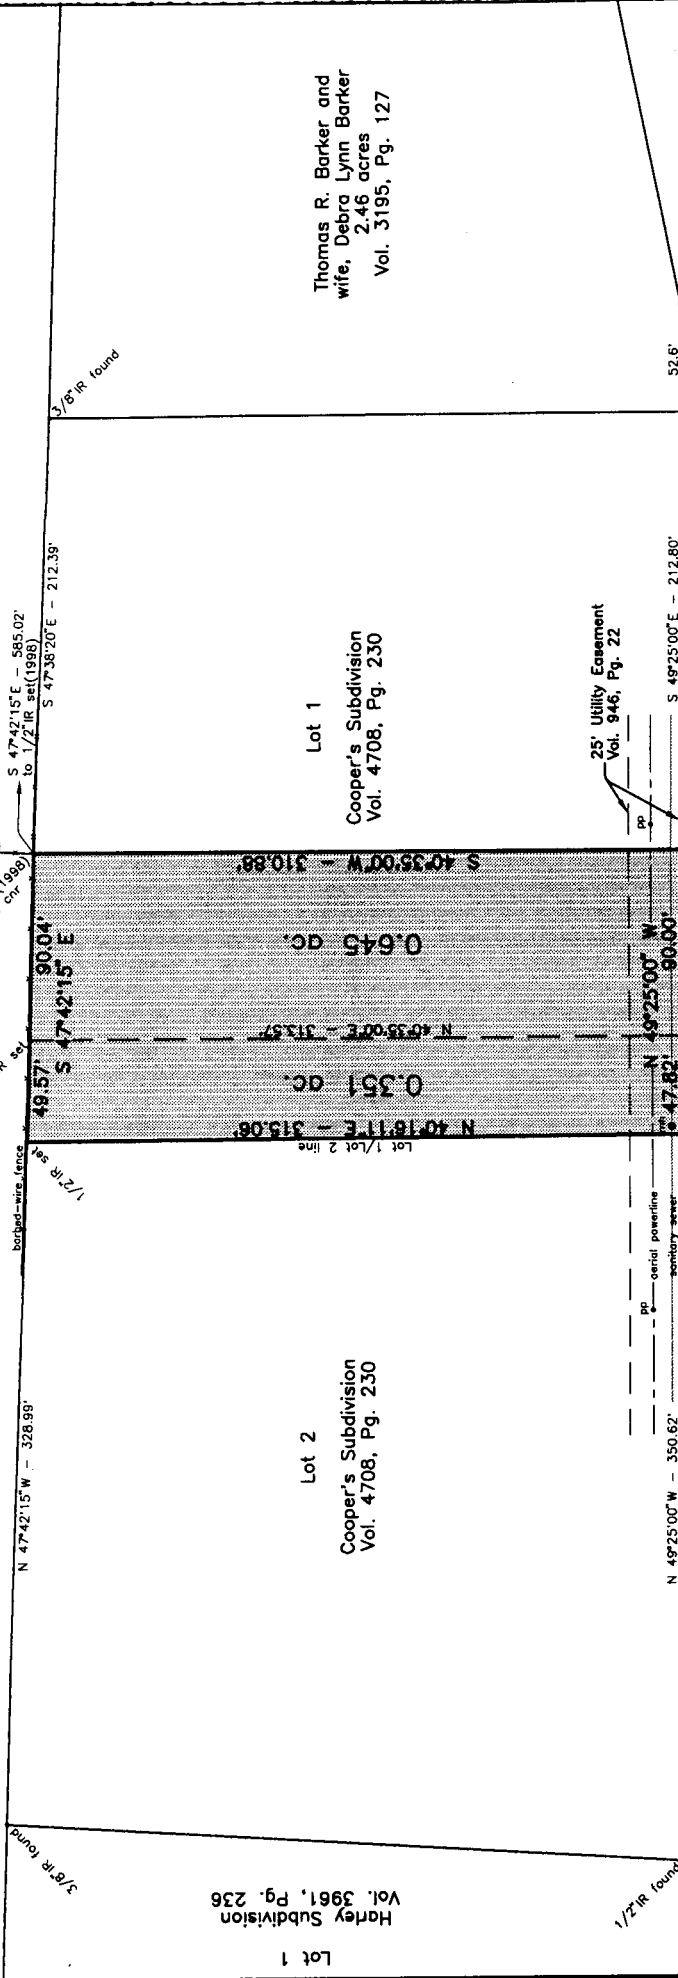 Thomas R. Barker and
wife, Debra Lynn Barker
2.46 acres
Vol. 3195, Pg. 127
3/8"IR found
52.6'
S 47°42'15"E - 585.02'
to 1/2"IR set(1998)
S 47°38'20"E - 212.39'
Lot 1
Cooper's Subdivision
Vol. 4708, Pg. 230
25' Utility Easement
Vol. 946, Pg. 22
S 49°25'00"E - 212.80'
(1998)
cnr
pp
S 40°35'00"W - 310.88'
90.04'
S 47°42'15" E
0.645 ac.
N 49°25'00" W
90.00'
set
N 40°35'00"E - 313.57'
49.57'
0.351 ac.
47.82'
N 40°16'11"E - 315.06'
Lot 1/Lot 2 line
1/2"IR set
barbed-wire fence
pp
aerial powerline
sanitary sewer
N 47°42'15"W - 328.99'
Lot 2
Cooper's Subdivision
Vol. 4708, Pg. 230
N 49°25'00"W - 350.62'
3/8"IR found
1/2"IR found
Lot 1
Harley Subdivision
Vol. 3961, Pg. 236